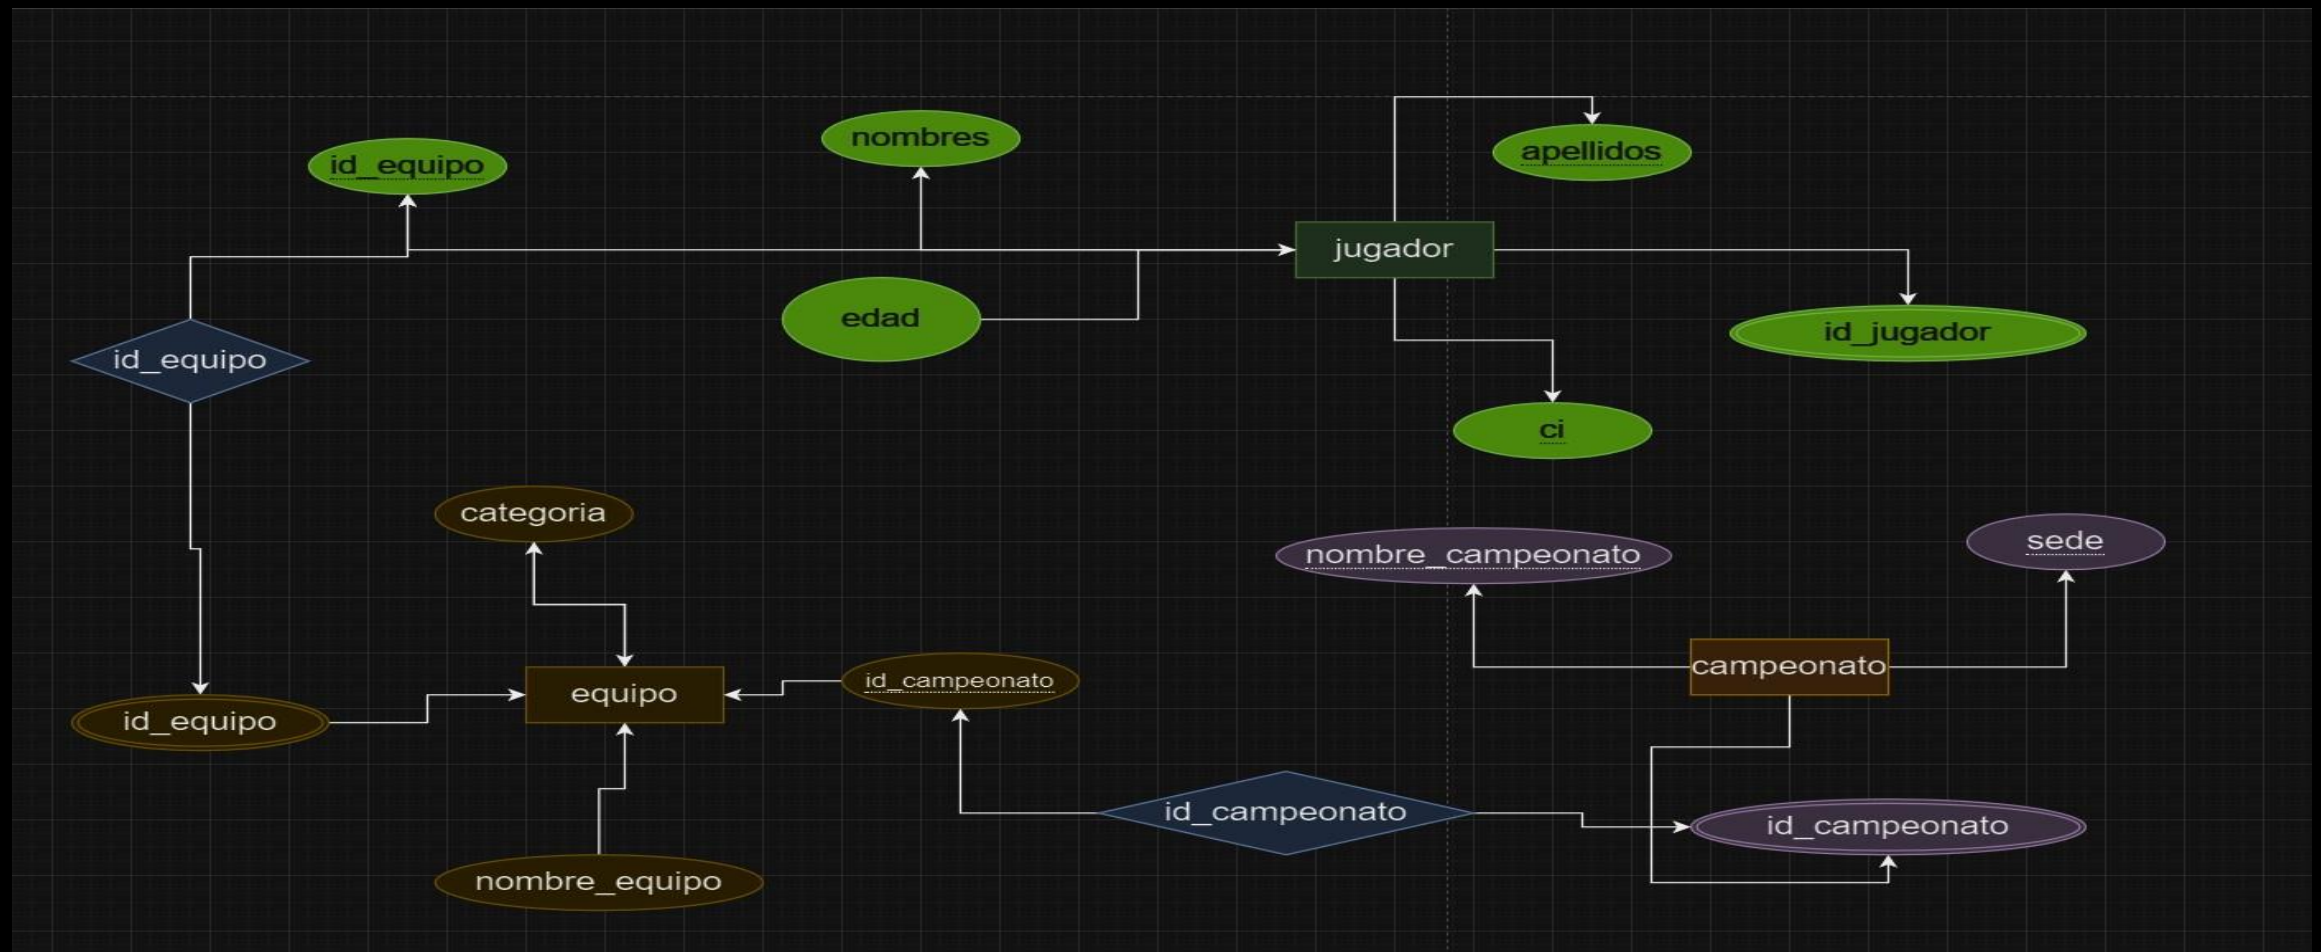 nombres
apellidos
id_equipo
jugador
edad
id_jugador
id_equipo
ci
categoria
sede
nombre_campeonato
campeonato
id_campeonato
equipo
id_equipo
id_campeonato
id_campeonato
nombre_equipo